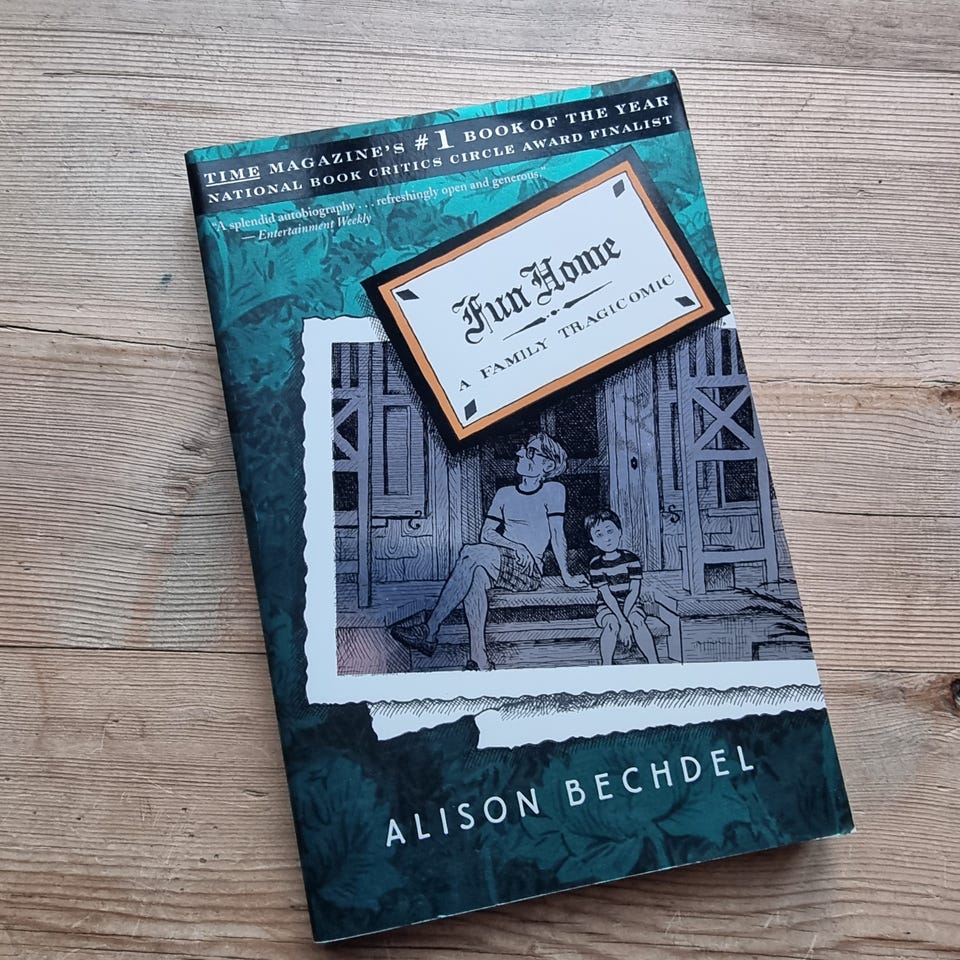 TIME MAGAZINE'S #1 BOOK OF THE YEAR
NATIONAL BOOK CRITICS CIRCLE AWARD FINALIST
"A splendid autobiography . . . refreshingly open and generous."
— Entertainment Weekly
Fun Home
A FAMILY TRAGICOMIC
ALISON BECHDEL